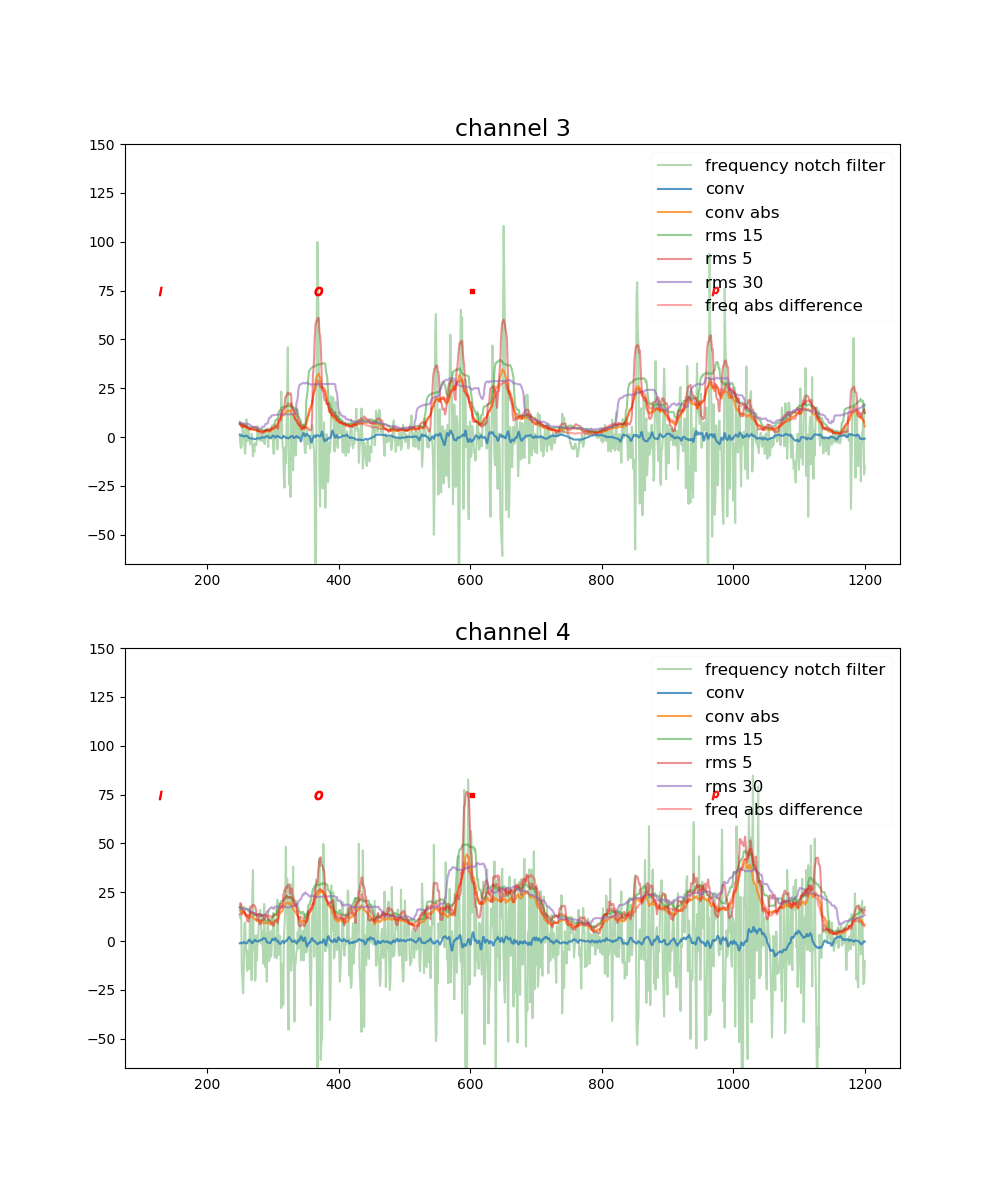 channel 3
150
125
100
75
50
25
0
−25
−50
frequency notch filter
conv
conv abs
rms 15
rms 5
rms 30
freq abs difference
I O . P
200 400 600 800 1000 1200
channel 4
150
125
100
75
50
25
0
−25
−50
frequency notch filter
conv
conv abs
rms 15
rms 5
rms 30
freq abs difference
I O . P
200 400 600 800 1000 1200